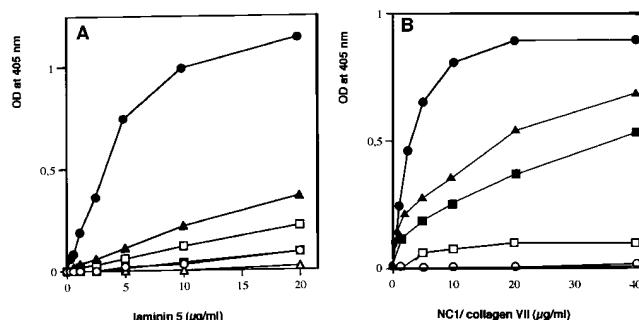 A
OD at 405 nm
1
0.5
0
0 5 10 15 20
laminin 5 (µg/ml)
B
OD at 405 nm
1
0,5
0
0 10 20 30 40
NC1/ collagen VII (µg/ml)